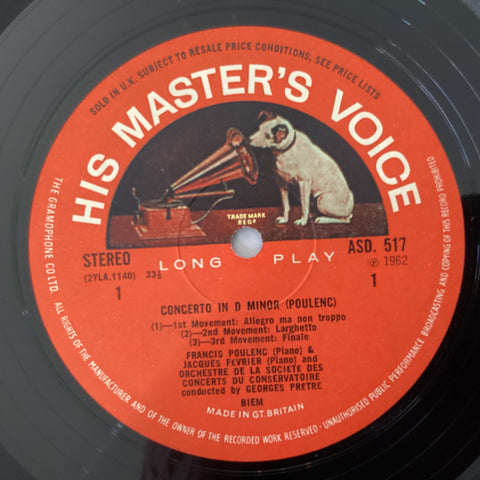 SOLD IN U.K. SUBJECT TO RESALE PRICE CONDITIONS, SEE PRICE LISTS
HIS MASTER'S VOICE
TRADE MARK
REGD
STEREO
(2YLA.1140) 33⅓
1
LONG PLAY
ASD. 517
℗ 1962
1
CONCERTO IN D MINOR (POULENC)
(1)—1st Movement: Allegro ma non troppo
(2)—2nd Movement: Larghetto
(3)—3rd Movement: Finale
FRANCIS POULENC (Piano) &
JACQUES FEVRIER (Piano) and
ORCHESTRE DE LA SOCIETE DES
CONCERTS DU CONSERVATOIRE
conducted by GEORGES PRETRE
BIEM
MADE IN GT. BRITAIN
THE GRAMOPHONE CO LTD. ALL RIGHTS OF THE MANUFACTURER AND OF THE OWNER OF THE RECORDED WORK RESERVED · UNAUTHORISED PUBLIC PERFORMANCE BROADCASTING AND COPYING OF THIS RECORD PROHIBITED